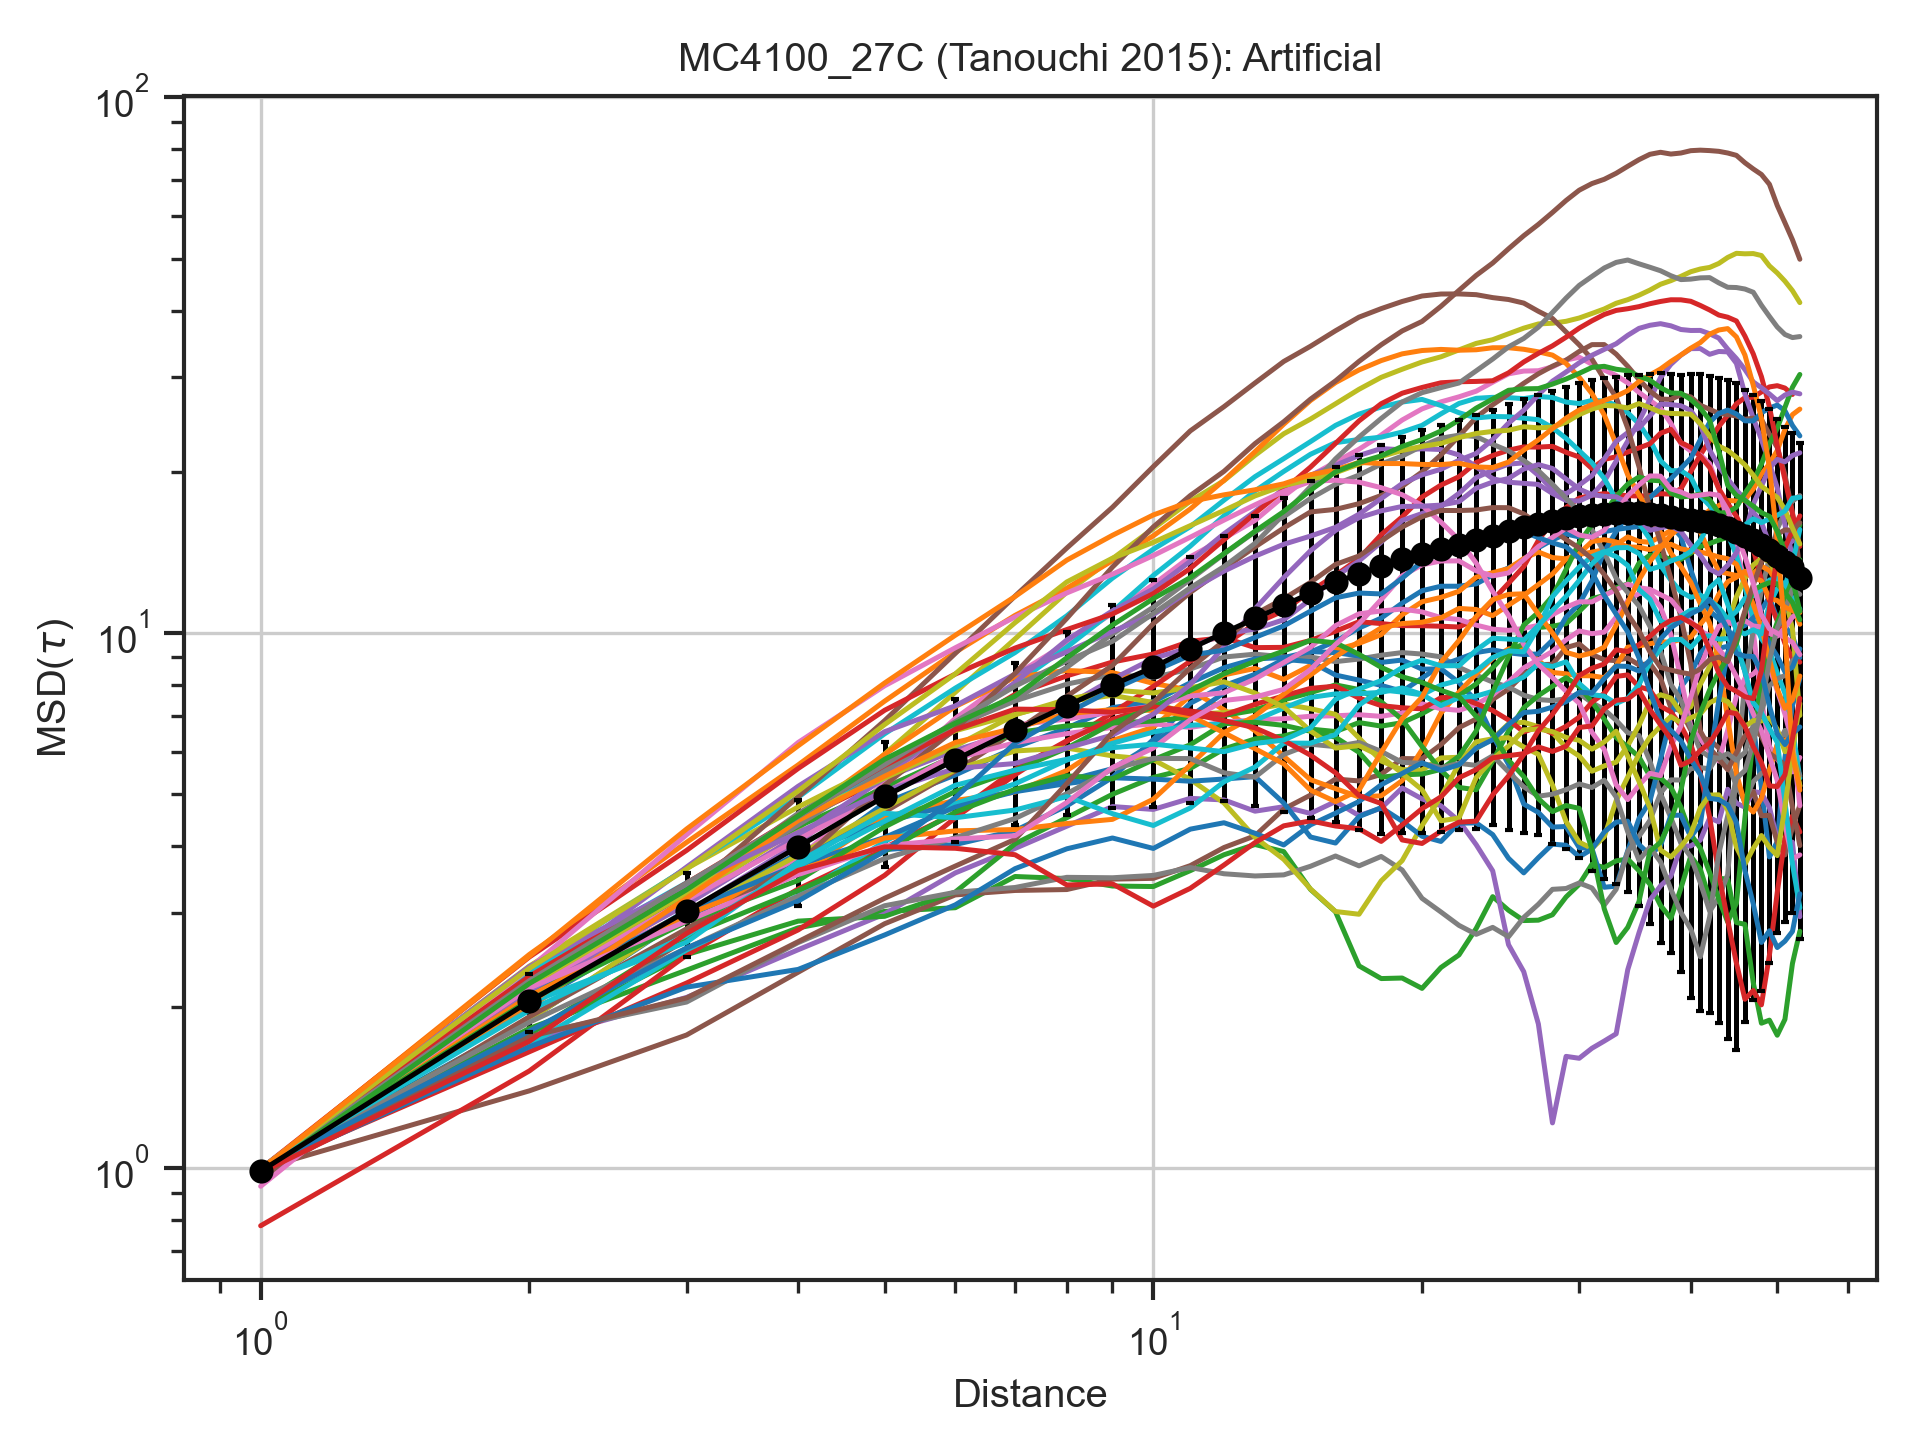 MC4100_27C (Tanouchi 2015): Artificial
10²
10¹
10⁰
MSD(τ)
10⁰ 10¹
Distance